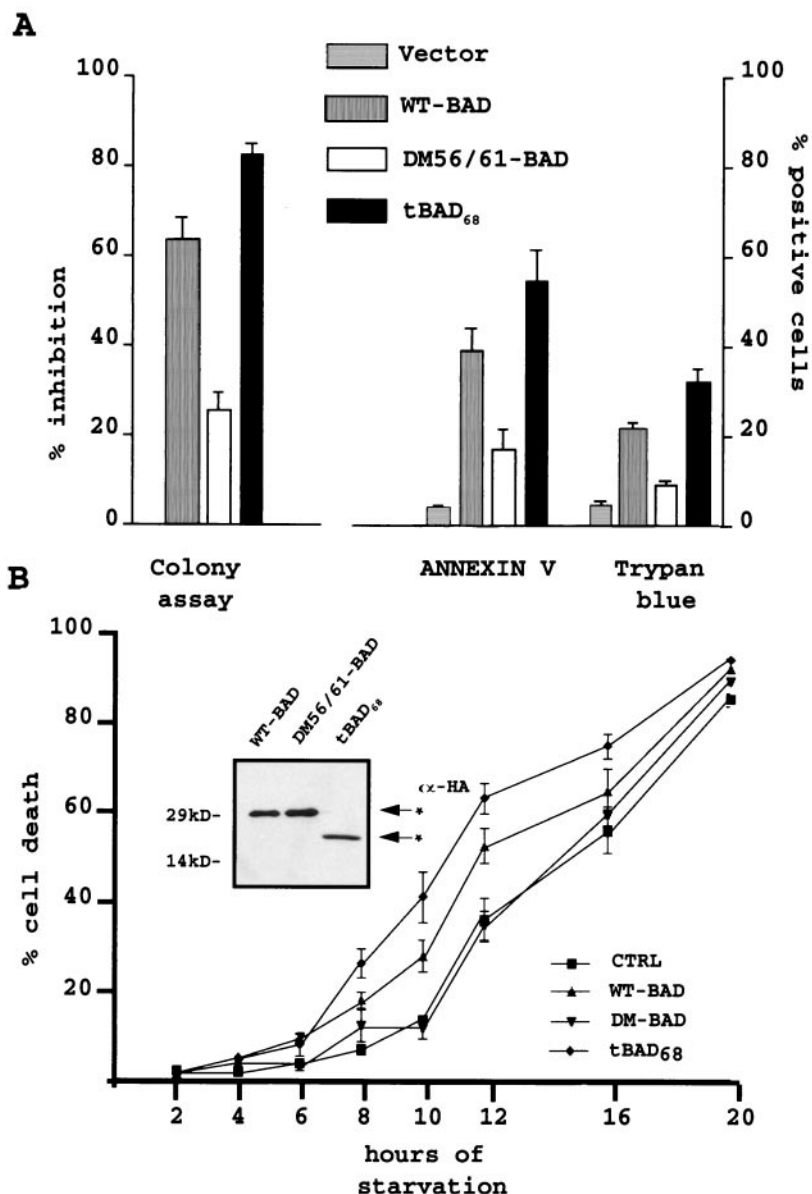 A
Vector
WT-BAD
DM56/61-BAD
tBAD68
100
80
60
40
20
0
% inhibition
100
80
60
40
20
0
% positive cells
Colony assay
ANNEXIN V
Trypan blue
B
100
80
60
40
20
% cell death
WT-BAD
DM56/61-BAD
tBAD68
α-HA
29kD- *
*
14kD-
CTRL
WT-BAD
DM-BAD
tBAD68
2 4 6 8 10 12 16 20
hours of
starvation